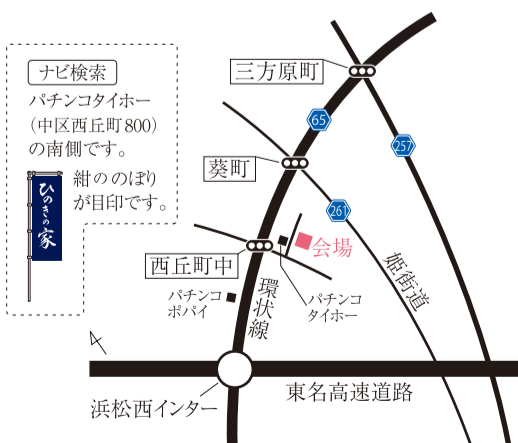 三方原町
ナビ検索
パチンコタイホー
(中区西丘町800)
の南側です。
紺ののぼり
が目印です。
ひのきの家
65
257
葵町
261
会場
西丘町中
姫街道
パチンコ
タイホー
パチンコ
ポパイ
環状線
4
東名高速道路
浜松西インター